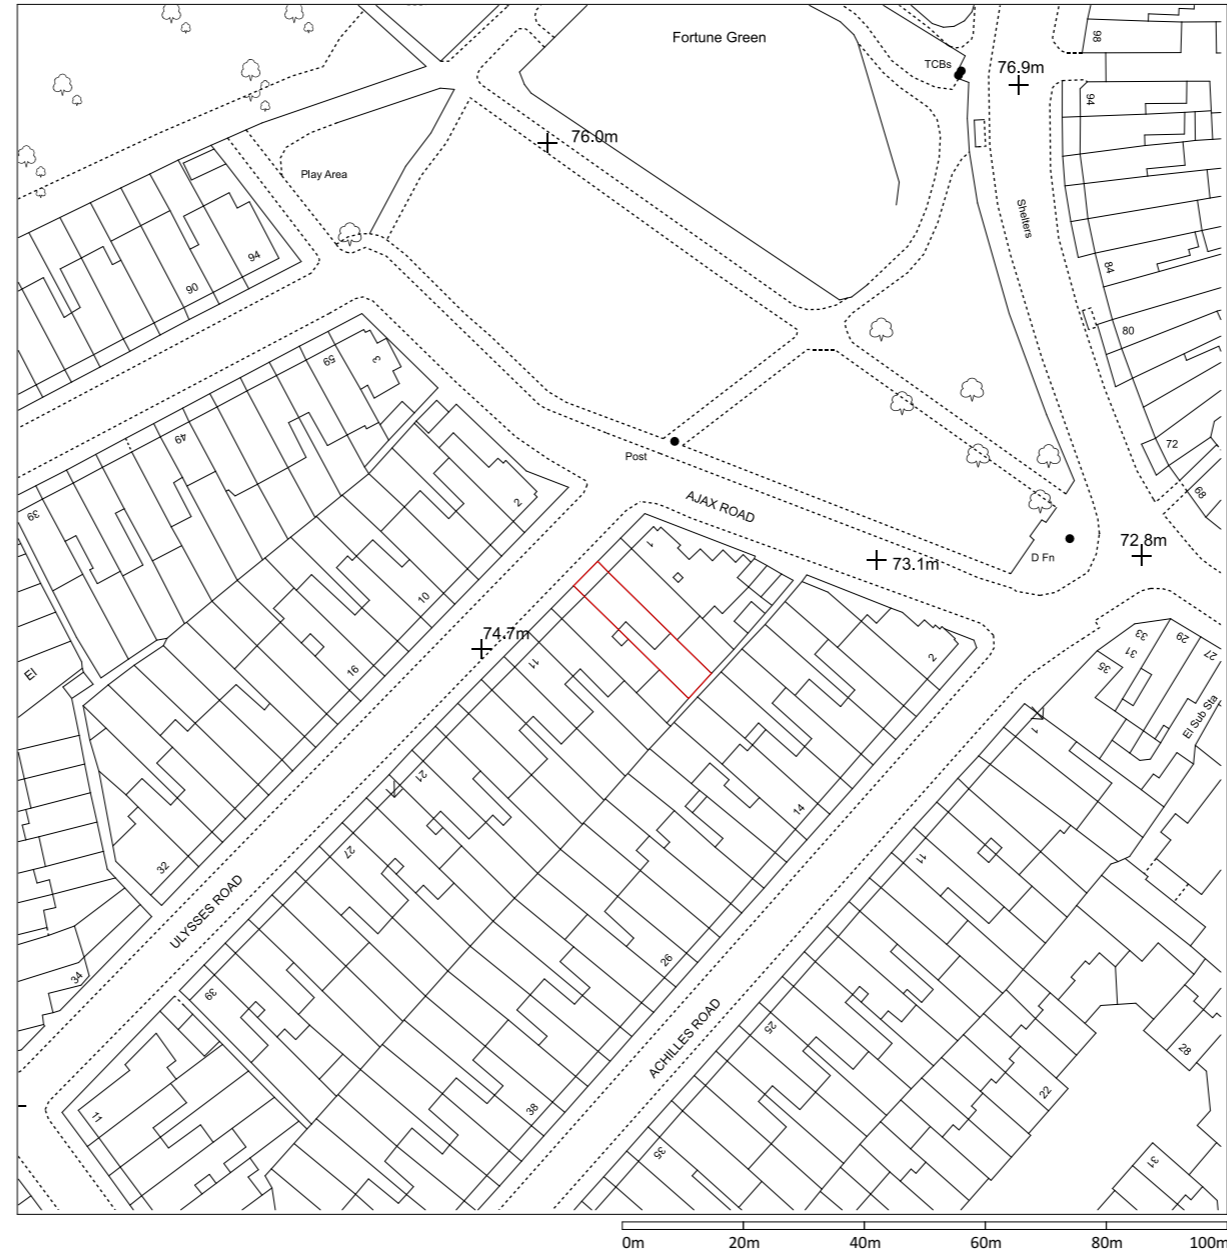 Fortune Green
98
TCBs
76.9m
94
76.0m
Play Area
Shelters
94
90
84
80
59
3
49
72
Post
68
39
2
AJAX ROAD
D Fn
72.8m
73.1m
1
10
74.7m
33
31
29
27
35
2
11
16
El
El Sub Sta
1
21
14
27
11
32
ULYSSES ROAD
26
34
39
25
ACHILLES ROAD
28
22
11
38
35
31
0m
20m
40m
60m
80m
100m